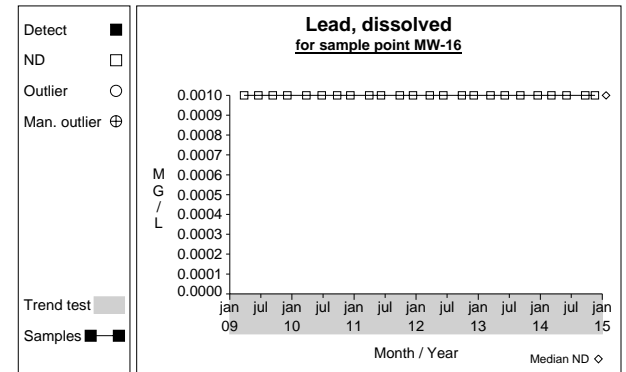 Detect
ND
Outlier
Man. outlier
Trend test
Samples
Lead, dissolved
for sample point MW-16
M
G
/
L
0.0010
0.0009
0.0008
0.0007
0.0006
0.0005
0.0004
0.0003
0.0002
0.0001
0.0000
jan jul jan jul jan jul jan jul jan jul jan jul jan
09 10 11 12 13 14 15
Month / Year
Median ND